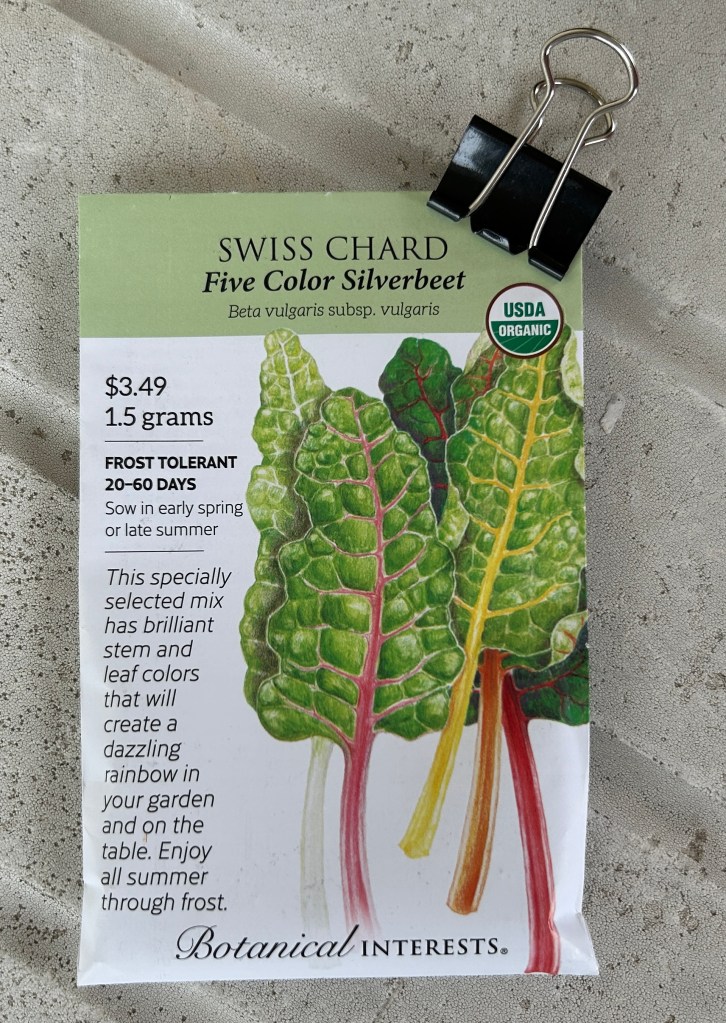 SWISS CHARD
Five Color Silverbeet
Beta vulgaris subsp. vulgaris
USDA
ORGANIC
$3.49
1.5 grams
FROST TOLERANT
20–60 DAYS
Sow in early spring
or late summer
This specially
selected mix
has brilliant
stem and
leaf colors
that will
create a
dazzling
rainbow in
your garden
and on the
table. Enjoy
all summer
through frost.
Botanical INTERESTS®